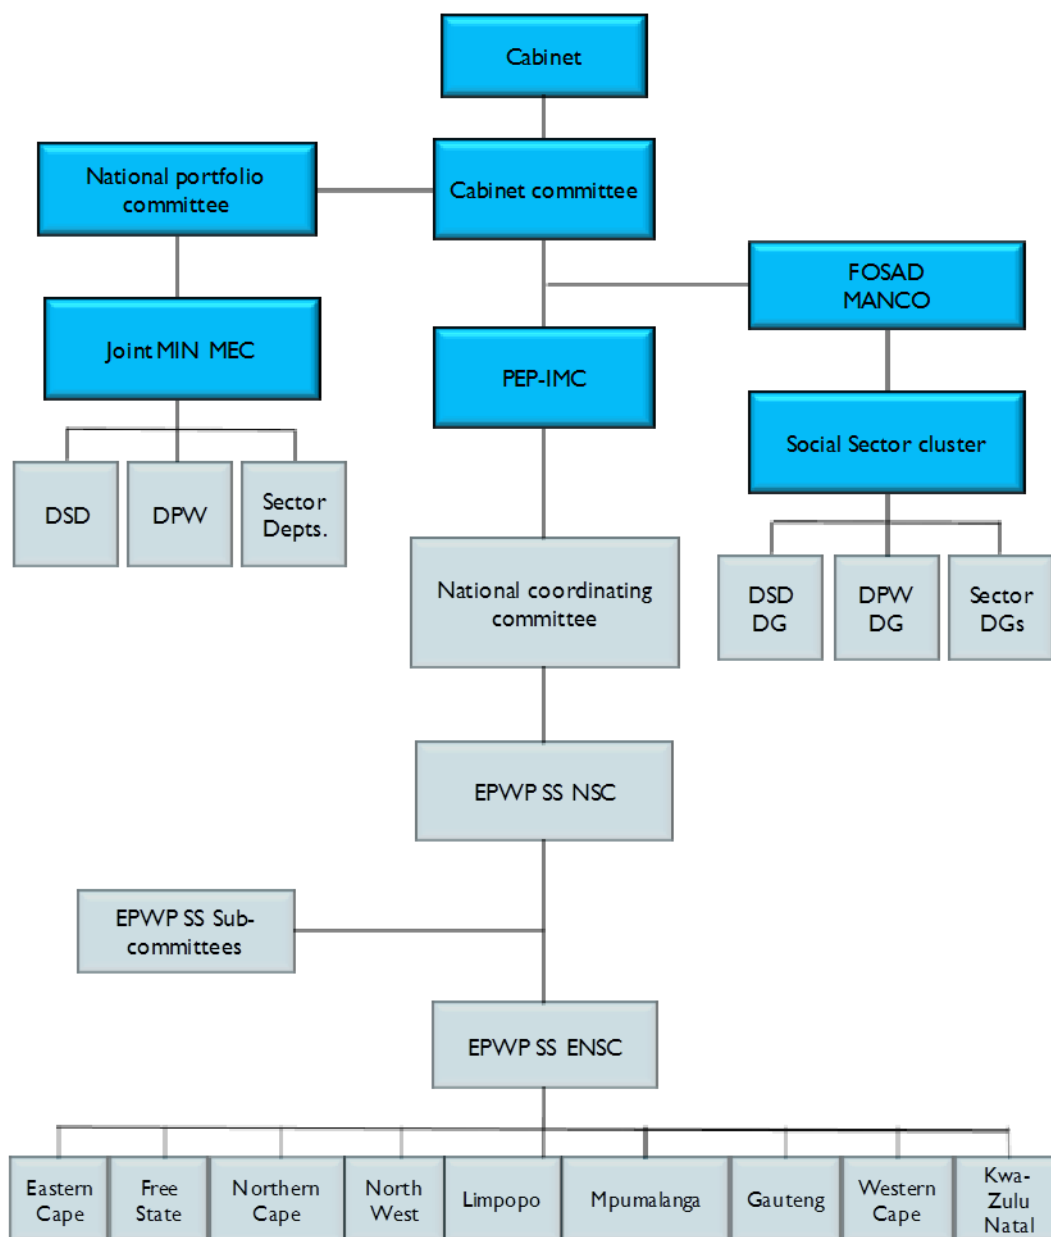 Cabinet
National portfolio
committee
Cabinet committee
FOSAD
MANCO
Joint MIN MEC
PEP-IMC
Social Sector cluster
DSD
DPW
Sector
Depts.
National coordinating
committee
DSD
DG
DPW
DG
Sector
DGs
EPWP SS NSC
EPWP SS Sub-
committees
EPWP SS ENSC
Eastern
Cape
Free
State
Northern
Cape
North
West
Limpopo
Mpumalanga
Gauteng
Western
Cape
Kwa-
Zulu
Natal